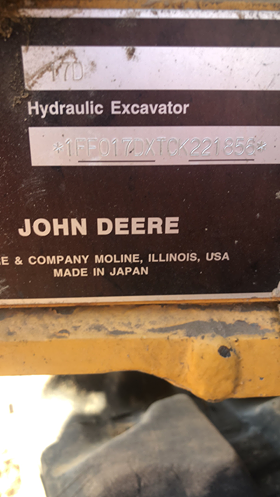 17D
Hydraulic Excavator
*1FF017DXTCK221856*
JOHN DEERE
E & COMPANY MOLINE, ILLINOIS, USA
MADE IN JAPAN